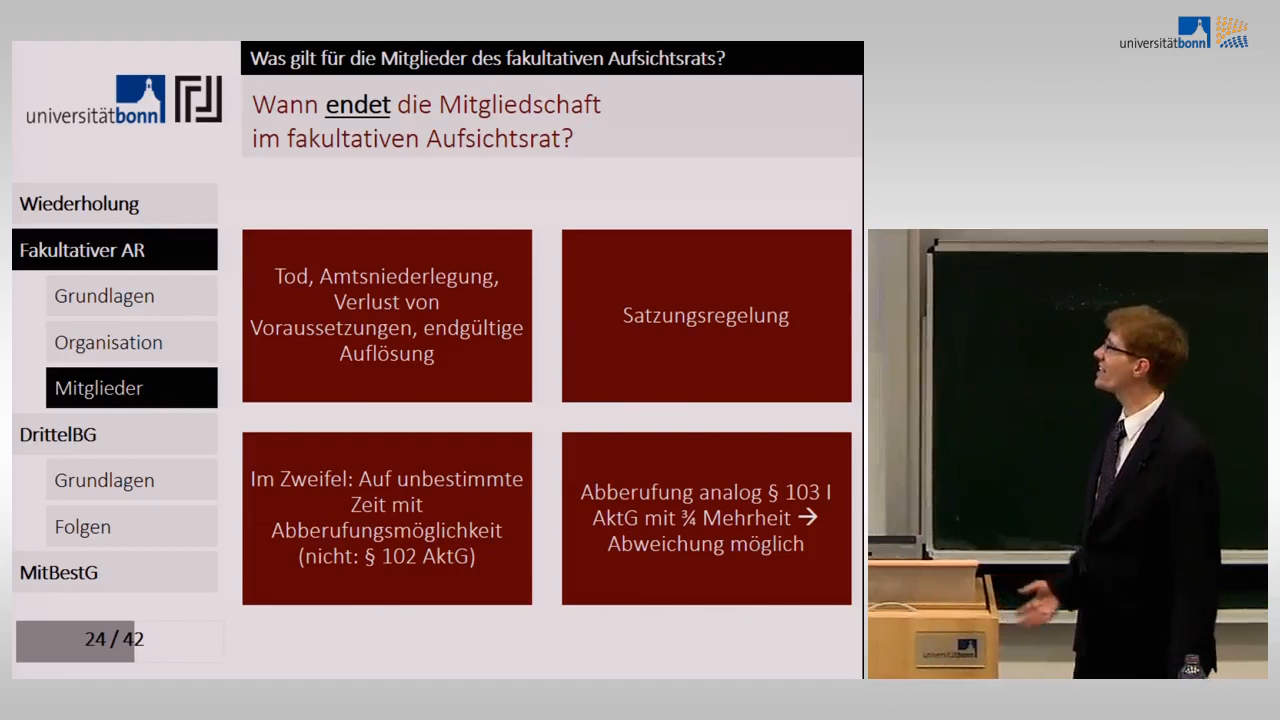 universitätbonn
Was gilt für die Mitglieder des fakultativen Aufsichtsrats?
universitätbonn
Wann endet die Mitgliedschaft
im fakultativen Aufsichtsrat?
Wiederholung
Fakultativer AR
Grundlagen
Organisation
Mitglieder
DrittelBG
Grundlagen
Folgen
MitBestG
24 / 42
Tod, Amtsniederlegung,
Verlust von
Voraussetzungen, endgültige
Auflösung
Satzungsregelung
Im Zweifel: Auf unbestimmte
Zeit mit
Abberufungsmöglichkeit
(nicht: § 102 AktG)
Abberufung analog § 103 I
AktG mit ¾ Mehrheit →
Abweichung möglich
universitätbonn